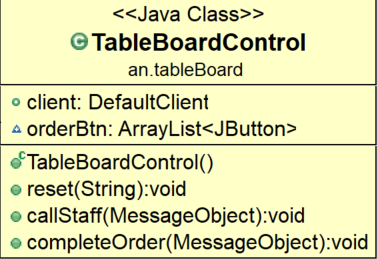 <<Java Class>>
TableBoardControl
an.tableBoard
client: DefaultClient
orderBtn: ArrayList<JButton>
TableBoardControl()
reset(String):void
callStaff(MessageObject):void
completeOrder(MessageObject):void